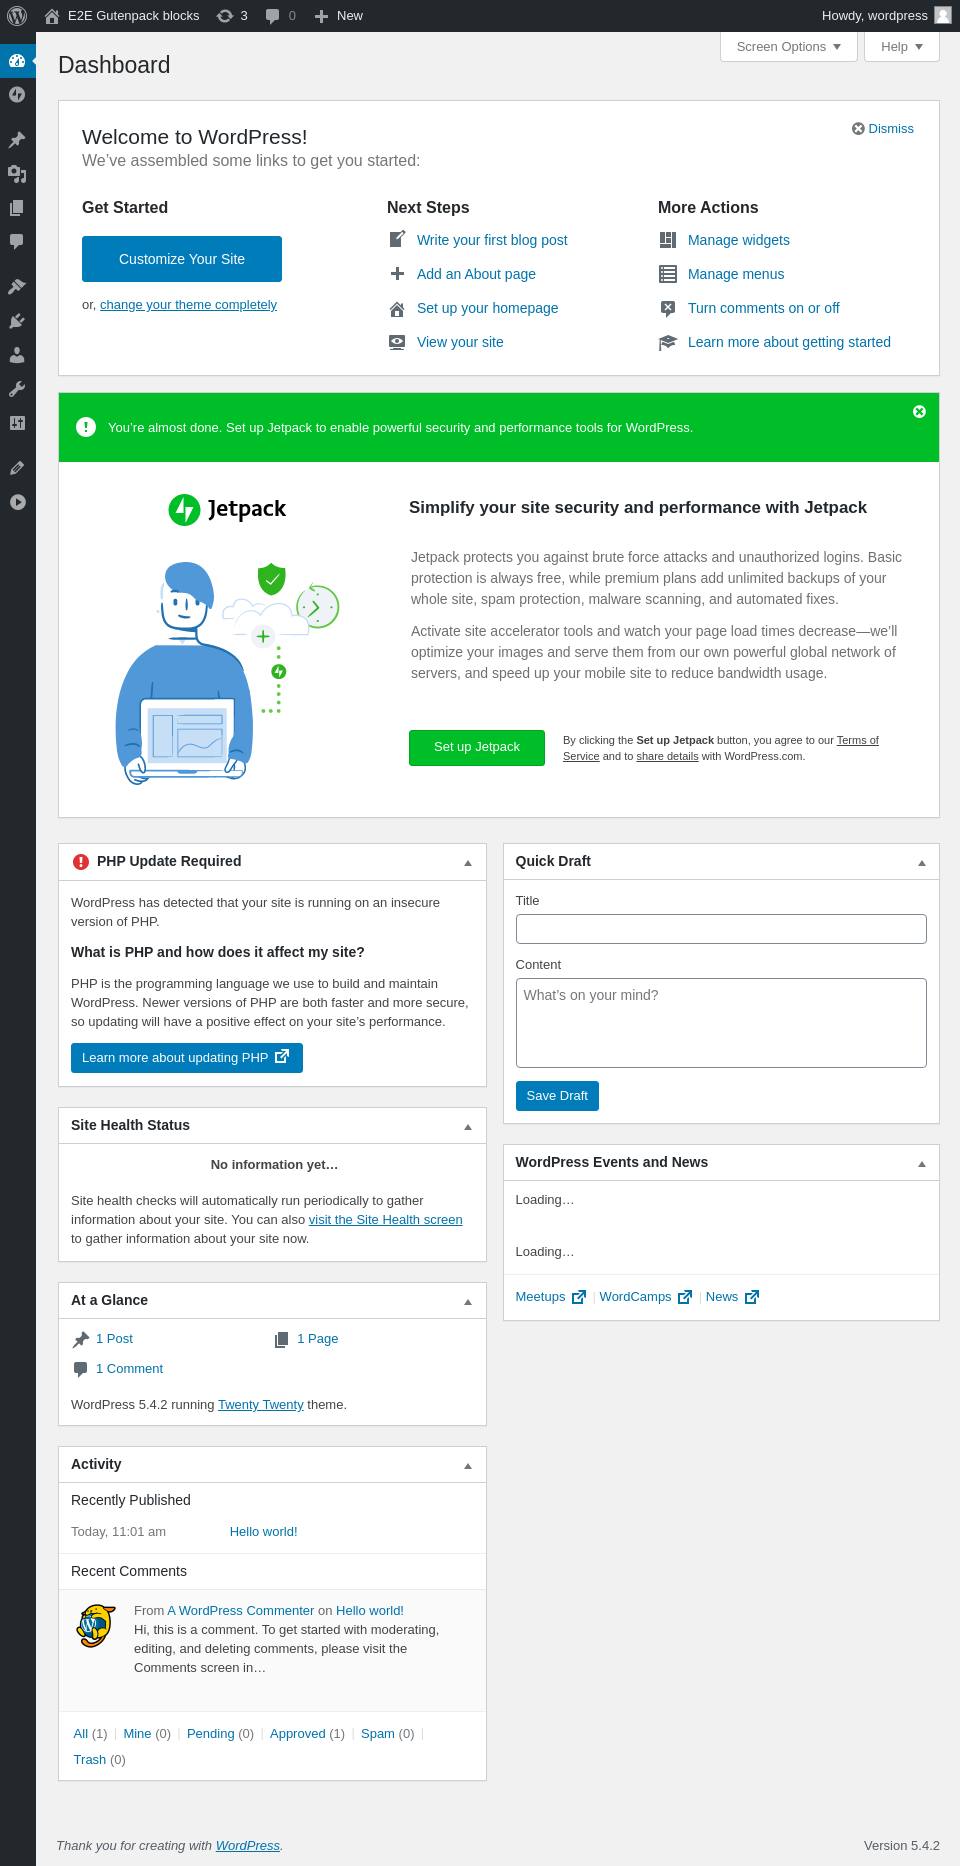 E2E Gutenpack blocks 3 0 New Howdy, wordpress
Screen Options Help
Dashboard
Welcome to WordPress!
Dismiss
We’ve assembled some links to get you started:
Get Started
Customize Your Site
or, change your theme completely
Next Steps
Write your first blog post
Add an About page
Set up your homepage
View your site
More Actions
Manage widgets
Manage menus
Turn comments on or off
Learn more about getting started
You’re almost done. Set up Jetpack to enable powerful security and performance tools for WordPress.
Jetpack
Simplify your site security and performance with Jetpack
Jetpack protects you against brute force attacks and unauthorized logins. Basic
protection is always free, while premium plans add unlimited backups of your
whole site, spam protection, malware scanning, and automated fixes.
Activate site accelerator tools and watch your page load times decrease—we’ll
optimize your images and serve them from our own powerful global network of
servers, and speed up your mobile site to reduce bandwidth usage.
Set up Jetpack
By clicking the Set up Jetpack button, you agree to our Terms of
Service and to share details with WordPress.com.
PHP Update Required
WordPress has detected that your site is running on an insecure
version of PHP.
What is PHP and how does it affect my site?
PHP is the programming language we use to build and maintain
WordPress. Newer versions of PHP are both faster and more secure,
so updating will have a positive effect on your site’s performance.
Learn more about updating PHP
Site Health Status
No information yet…
Site health checks will automatically run periodically to gather
information about your site. You can also visit the Site Health screen
to gather information about your site now.
At a Glance
1 Post 1 Page
1 Comment
WordPress 5.4.2 running Twenty Twenty theme.
Activity
Recently Published
Today, 11:01 am Hello world!
Recent Comments
From A WordPress Commenter on Hello world!
Hi, this is a comment. To get started with moderating,
editing, and deleting comments, please visit the
Comments screen in…
All (1) | Mine (0) | Pending (0) | Approved (1) | Spam (0) |
Trash (0)
Quick Draft
Title
Content
What’s on your mind?
Save Draft
WordPress Events and News
Loading…
Loading…
Meetups | WordCamps | News
Thank you for creating with WordPress.
Version 5.4.2